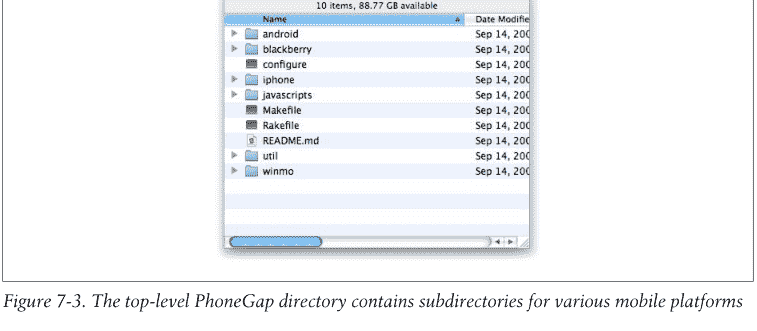 10 items, 88.77 GB available
Name Date Modifie
android Sep 14, 200
blackberry Sep 14, 200
configure Sep 14, 200
iphone Sep 14, 200
javascripts Sep 14, 200
Makefile Sep 14, 200
Rakefile Sep 14, 200
README.md Sep 14, 200
util Sep 14, 200
winmo Sep 14, 200
Figure 7-3. The top-level PhoneGap directory contains subdirectories for various mobile platforms